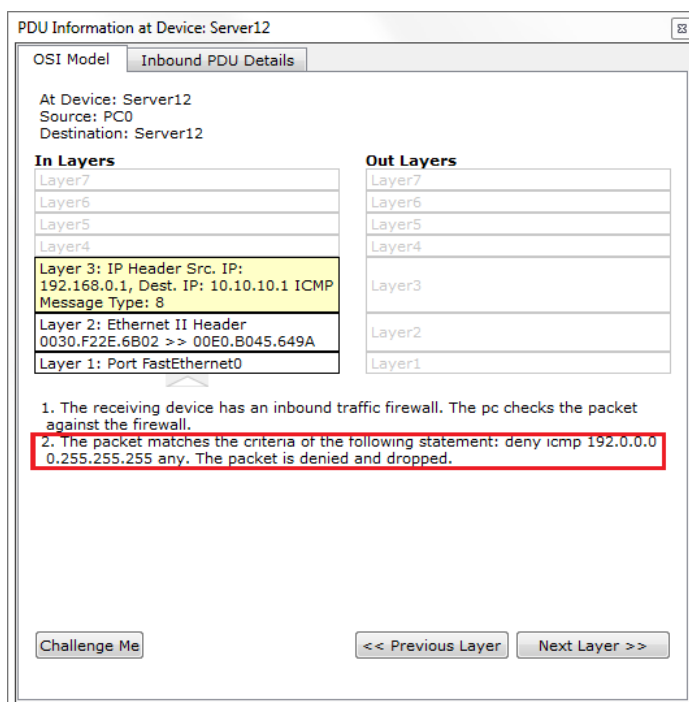 PDU Information at Device: Server12
OSI Model
Inbound PDU Details
At Device: Server12
Source: PC0
Destination: Server12
In Layers
Layer7
Layer6
Layer5
Layer4
Layer 3: IP Header Src. IP:
192.168.0.1, Dest. IP: 10.10.10.1 ICMP
Message Type: 8
Layer 2: Ethernet II Header
0030.F22E.6B02 >> 00E0.B045.649A
Layer 1: Port FastEthernet0
Out Layers
Layer7
Layer6
Layer5
Layer4
Layer3
Layer2
Layer1
1. The receiving device has an inbound traffic firewall. The pc checks the packet
against the firewall.
2. The packet matches the criteria of the following statement: deny icmp 192.0.0.0
0.255.255.255 any. The packet is denied and dropped.
Challenge Me
<< Previous Layer
Next Layer >>